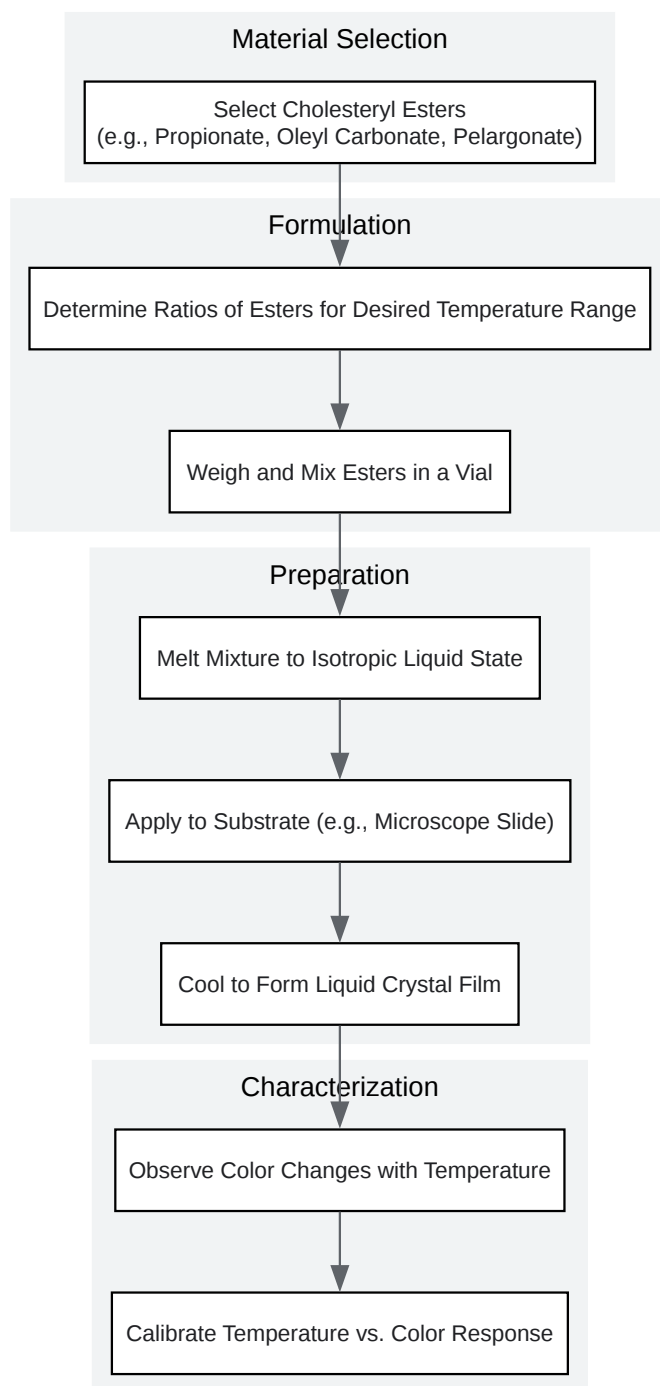 Material Selection
Select Cholesteryl Esters
(e.g., Propionate, Oleyl Carbonate, Pelargonate)
Formulation
Determine Ratios of Esters for Desired Temperature Range
Weigh and Mix Esters in a Vial
Preparation
Melt Mixture to Isotropic Liquid State
Apply to Substrate (e.g., Microscope Slide)
Cool to Form Liquid Crystal Film
Characterization
Observe Color Changes with Temperature
Calibrate Temperature vs. Color Response